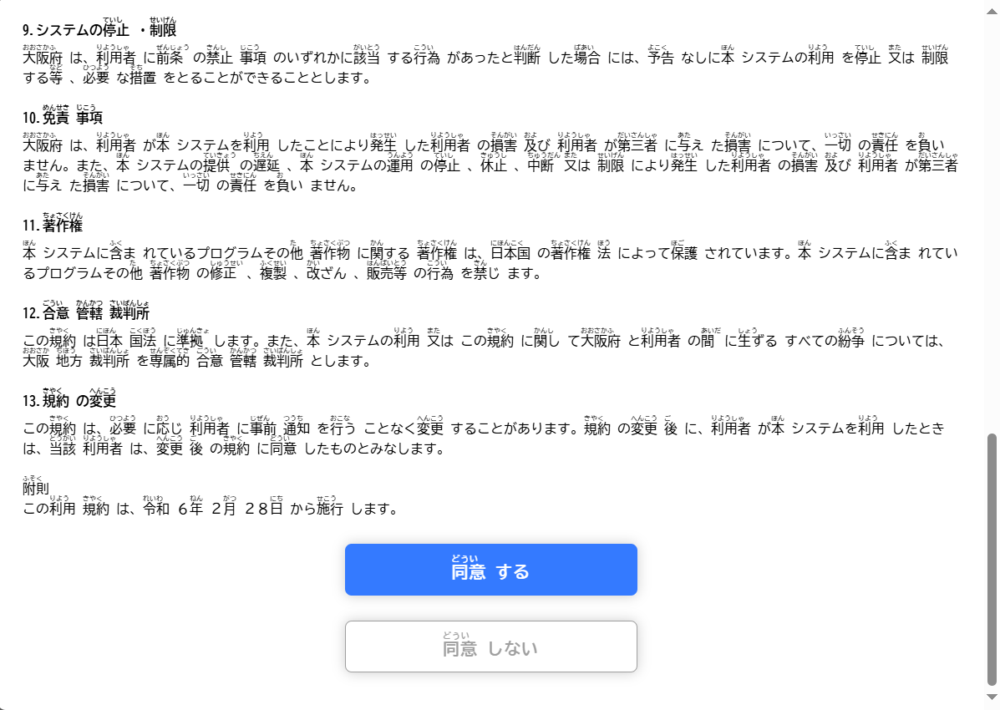 9.システムの停止 ・制限
大阪府 は、利用者 に前条 の禁止 事項 のいずれかに該当 する行為 があったと判断 した場合 には、予告 なしに本 システムの利用 を停止 又は 制限
する等 、必要 な措置 をとることができることとします。
10.免責 事項
大阪府 は、利用者 が本 システムを利用 したことにより発生 した利用者 の損害 及び 利用者 が第三者 に与え た損害 について、一切 の責任 を負い
ません。また、本 システムの提供 の遅延 、本 システムの運用 の停止 、休止 、中断 又は 制限 により発生 した利用者 の損害 及び 利用者 が第三者
に与え た損害 について、一切 の責任 を負い ません。
11.著作権
本 システムに含ま れているプログラムその他 著作物 に関する 著作権 は、日本国 の著作権 法 によって保護 されています。本 システムに含ま れてい
るプログラムその他 著作物 の修正 、複製 、改ざん 、販売等 の行為 を禁じ ます。
12.合意 管轄 裁判所
この規約 は日本 国法 に準拠 します。また、本 システムの利用 又は この規約 に関し て大阪府 と利用者 の間 に生ずる すべての紛争 については、
大阪 地方 裁判所 を専属的 合意 管轄 裁判所 とします。
13.規約 の変更
この規約 は、必要 に応じ 利用者 に事前 通知 を行う ことなく変更 することがあります。規約 の変更 後 に、利用者 が本 システムを利用 したとき
は、当該 利用者 は、変更 後 の規約 に同意 したものとみなします。
附則
この利用 規約 は、令和 6年 2月 28日 から施行 します。
同意 する
同意 しない